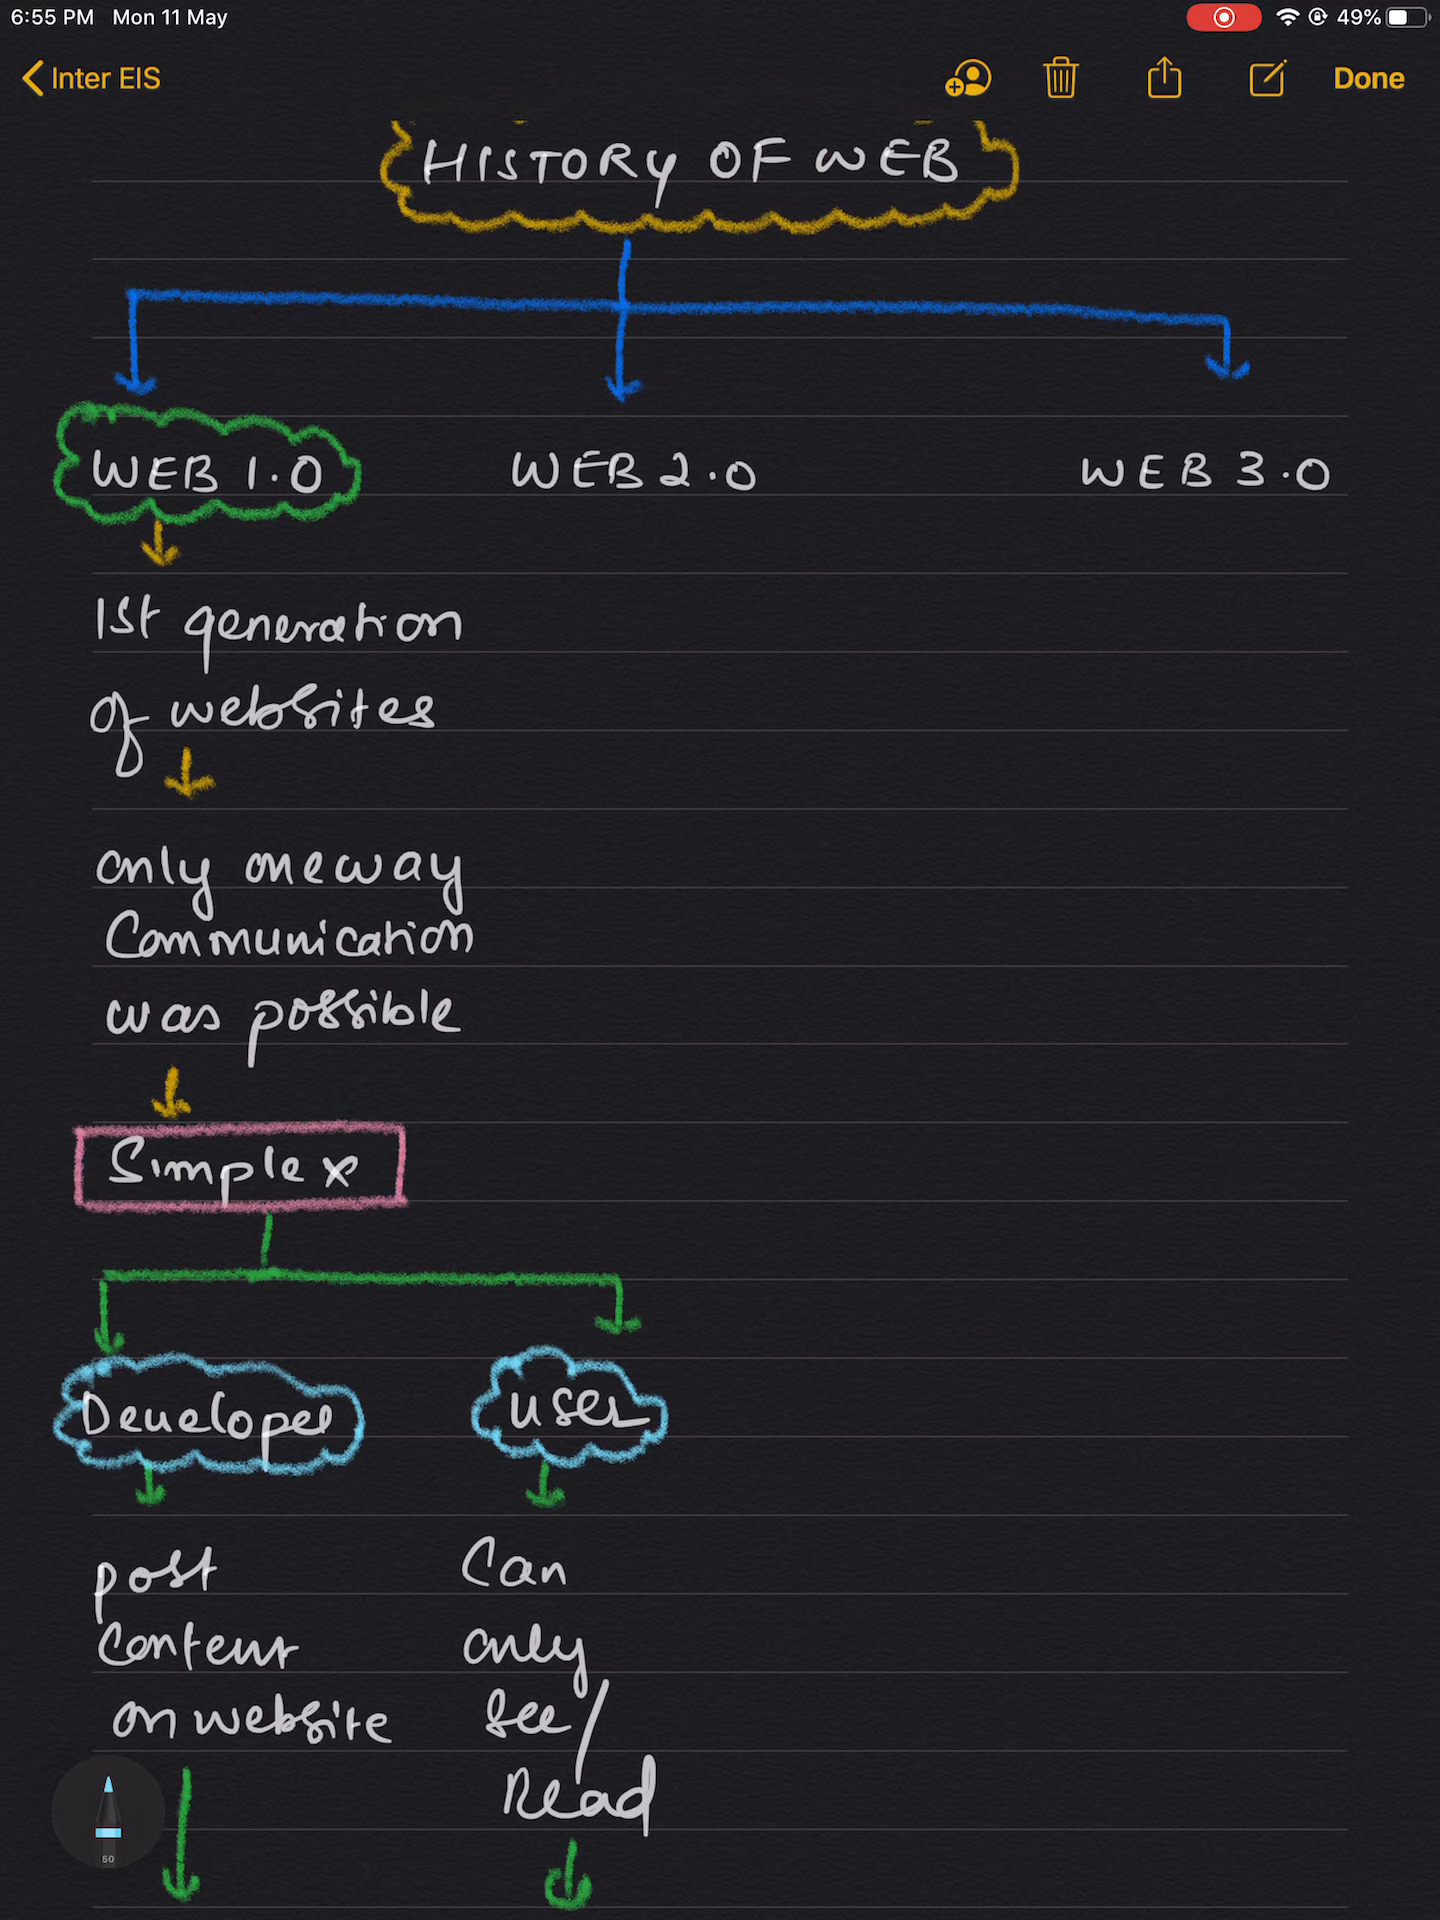 6:55 PM Mon 11 May 49%
Inter EIS Done
HISTORY OF WEB
WEB 1.0 WEB 2.0 WEB 3.0
1st generation
of websites
only oneway
Communication
was possible
Simplex
Developer user
post Can
Content only
on website see/
Read
50